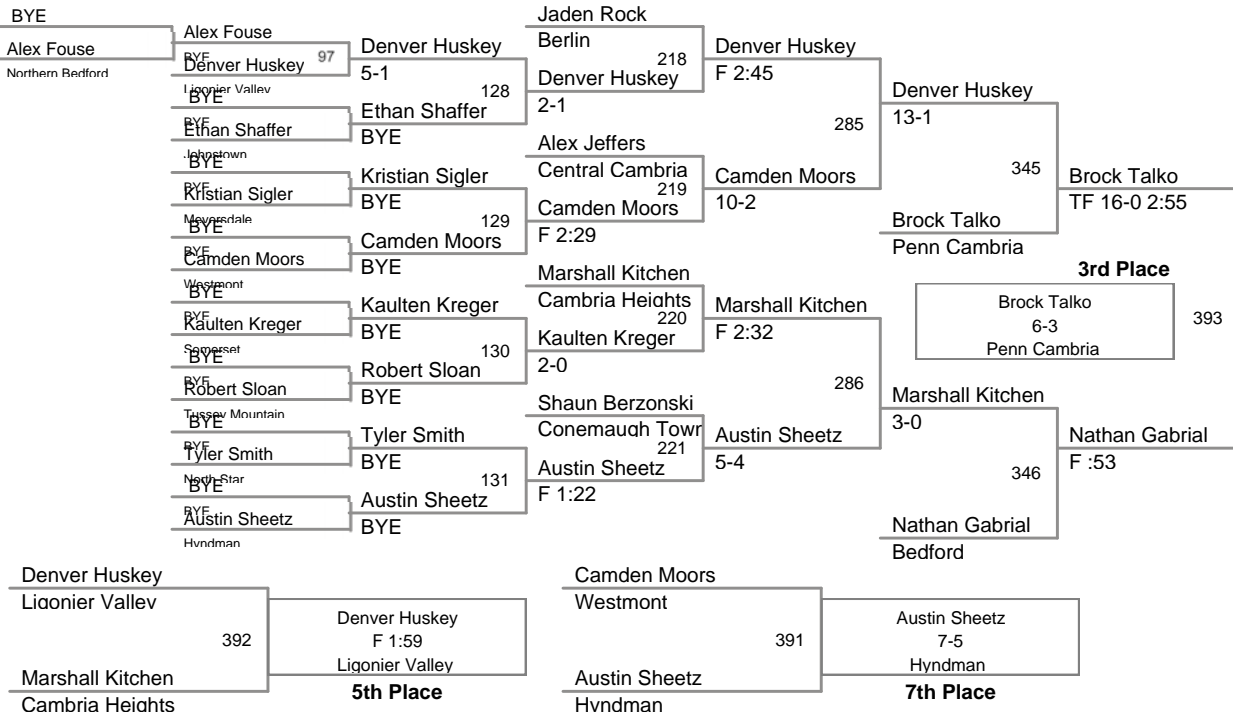 BYE
Alex Fouse
Northern Bedford
Alex Fouse
BYE
Denver Huskey
Ligonier Valley
97
BYE
BYE
Ethan Shaffer
Johnstown
BYE
BYE
Kristian Sigler
Meyersdale
BYE
BYE
Camden Moors
Westmont
BYE
BYE
Kaulten Kreger
Somerset
BYE
BYE
Robert Sloan
Tussey Mountain
BYE
BYE
Tyler Smith
North Star
BYE
BYE
Austin Sheetz
Hyndman
Denver Huskey
5-1
128
Ethan Shaffer
BYE
Kristian Sigler
BYE
129
Camden Moors
BYE
Kaulten Kreger
BYE
130
Robert Sloan
BYE
Tyler Smith
BYE
131
Austin Sheetz
BYE
Jaden Rock
Berlin
218
Denver Huskey
2-1
Alex Jeffers
Central Cambria
219
Camden Moors
F 2:29
Marshall Kitchen
Cambria Heights
220
Kaulten Kreger
2-0
Shaun Berzonski
Conemaugh Town
221
Austin Sheetz
F 1:22
Denver Huskey
F 2:45
285
Camden Moors
10-2
Marshall Kitchen
F 2:32
286
Austin Sheetz
5-4
Denver Huskey
13-1
345
Brock Talko
Penn Cambria
Marshall Kitchen
3-0
346
Nathan Gabrial
Bedford
Brock Talko
TF 16-0 2:55
Nathan Gabrial
F :53
3rd Place
Brock Talko
6-3
Penn Cambria
393
Denver Huskey
Ligonier Valley
392
Marshall Kitchen
Cambria Heights
Denver Huskey
F 1:59
Ligonier Valley
5th Place
Camden Moors
Westmont
391
Austin Sheetz
Hyndman
Austin Sheetz
7-5
Hyndman
7th Place